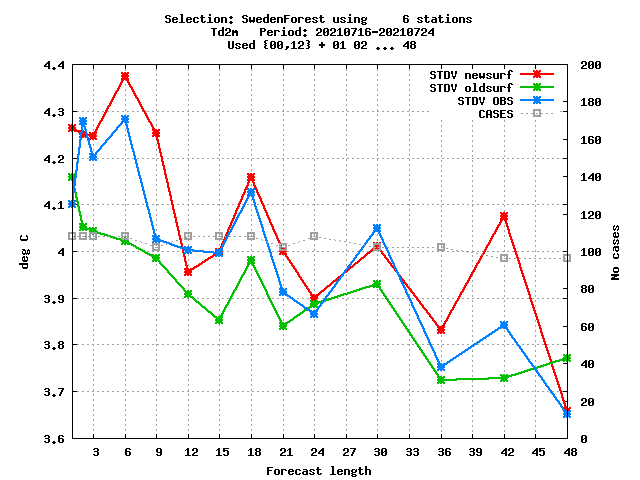 Selection: SwedenForest using     6 stations
Td2m   Period: 20210716-20210724
Used {00,12} + 01 02 ... 48
STDV newsurf
STDV oldsurf
STDV OBS
CASES
4,4
4,3
4,2
4,1
4
3,9
3,8
3,7
3,6
deg C
200
180
160
140
120
100
80
60
40
20
0
No cases
3 6 9 12 15 18 21 24 27 30 33 36 39 42 45 48
Forecast length